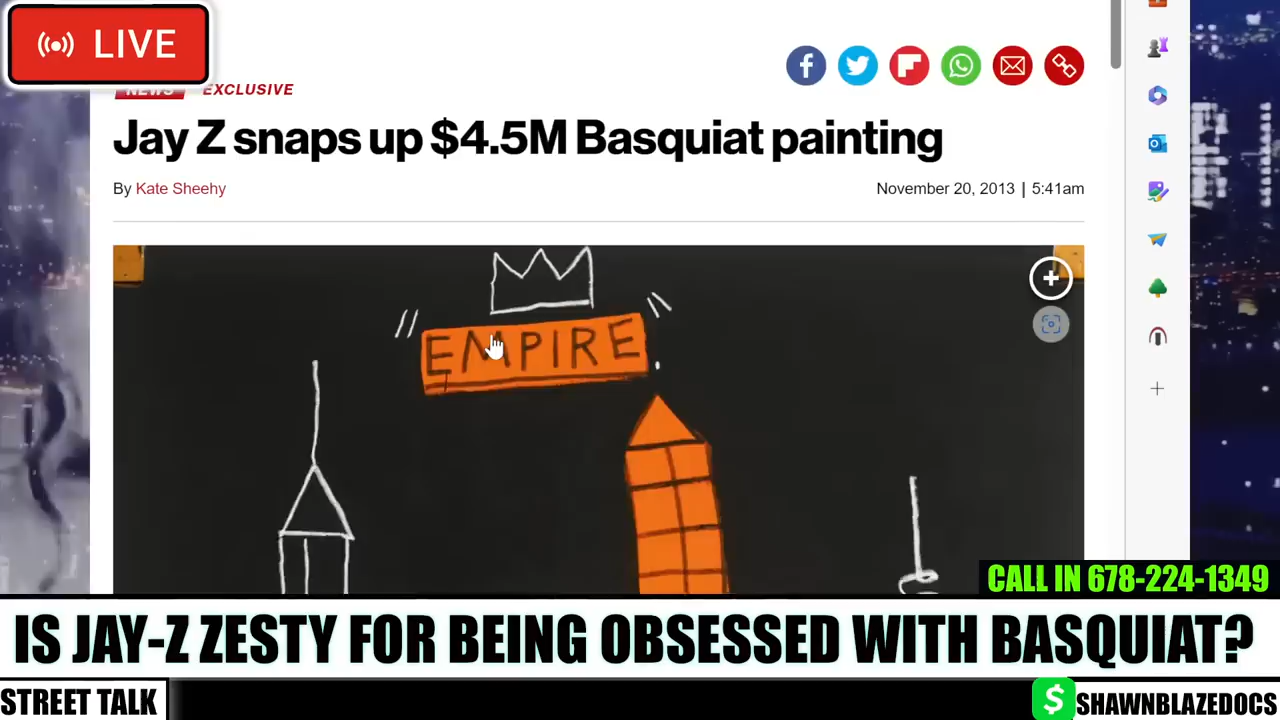 LIVE
NEWS EXCLUSIVE
Jay Z snaps up $4.5M Basquiat painting
By Kate Sheehy
November 20, 2013 | 5:41am
EMPIRE
CALL IN 678-224-1349
IS JAY-Z ZESTY FOR BEING OBSESSED WITH BASQUIAT?
STREET TALK
$ SHAWNBLAZEDOCS